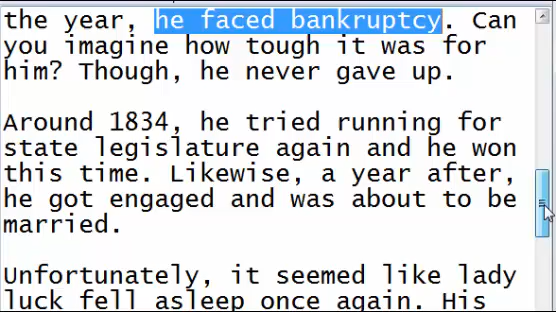 the year, he faced bankruptcy. Can
you imagine how tough it was for
him? Though, he never gave up.
Around 1834, he tried running for
state legislature again and he won
this time. Likewise, a year after,
he got engaged and was about to be
married.
Unfortunately, it seemed like lady
luck fell asleep once again. His